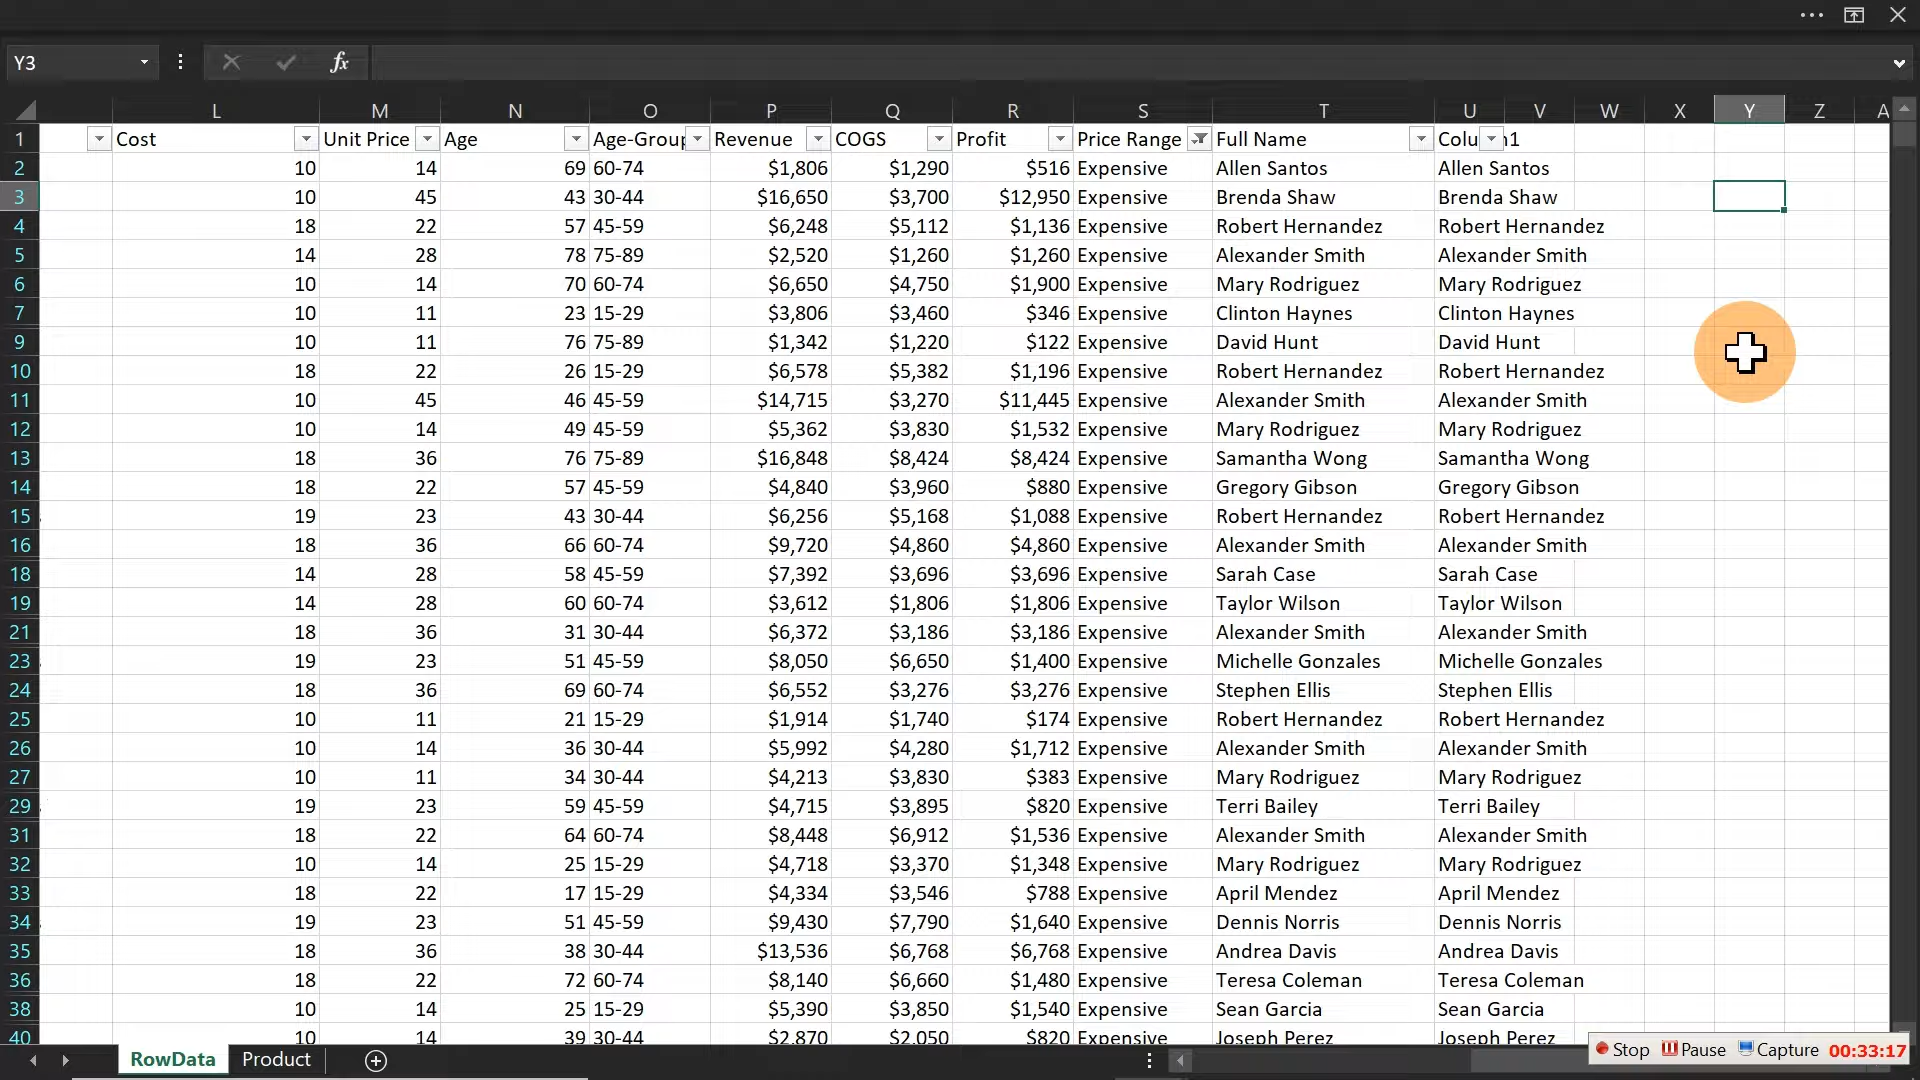 Y3 fx
L M N O P Q R S T U V W X Y Z A
1 Cost Unit Price Age Age-Group Revenue COGS Profit Price Range Full Name Colu n1
2 10 14 69 60-74 $1,806 $1,290 $516 Expensive Allen Santos Allen Santos
3 10 45 43 30-44 $16,650 $3,700 $12,950 Expensive Brenda Shaw Brenda Shaw
4 18 22 57 45-59 $6,248 $5,112 $1,136 Expensive Robert Hernandez Robert Hernandez
5 14 28 78 75-89 $2,520 $1,260 $1,260 Expensive Alexander Smith Alexander Smith
6 10 14 70 60-74 $6,650 $4,750 $1,900 Expensive Mary Rodriguez Mary Rodriguez
7 10 11 23 15-29 $3,806 $3,460 $346 Expensive Clinton Haynes Clinton Haynes
9 10 11 76 75-89 $1,342 $1,220 $122 Expensive David Hunt David Hunt
10 18 22 26 15-29 $6,578 $5,382 $1,196 Expensive Robert Hernandez Robert Hernandez
11 10 45 46 45-59 $14,715 $3,270 $11,445 Expensive Alexander Smith Alexander Smith
12 10 14 49 45-59 $5,362 $3,830 $1,532 Expensive Mary Rodriguez Mary Rodriguez
13 18 36 76 75-89 $16,848 $8,424 $8,424 Expensive Samantha Wong Samantha Wong
14 18 22 57 45-59 $4,840 $3,960 $880 Expensive Gregory Gibson Gregory Gibson
15 19 23 43 30-44 $6,256 $5,168 $1,088 Expensive Robert Hernandez Robert Hernandez
16 18 36 66 60-74 $9,720 $4,860 $4,860 Expensive Alexander Smith Alexander Smith
18 14 28 58 45-59 $7,392 $3,696 $3,696 Expensive Sarah Case Sarah Case
19 14 28 60 60-74 $3,612 $1,806 $1,806 Expensive Taylor Wilson Taylor Wilson
21 18 36 31 30-44 $6,372 $3,186 $3,186 Expensive Alexander Smith Alexander Smith
23 19 23 51 45-59 $8,050 $6,650 $1,400 Expensive Michelle Gonzales Michelle Gonzales
24 18 36 69 60-74 $6,552 $3,276 $3,276 Expensive Stephen Ellis Stephen Ellis
25 10 11 21 15-29 $1,914 $1,740 $174 Expensive Robert Hernandez Robert Hernandez
26 10 14 36 30-44 $5,992 $4,280 $1,712 Expensive Alexander Smith Alexander Smith
27 10 11 34 30-44 $4,213 $3,830 $383 Expensive Mary Rodriguez Mary Rodriguez
29 19 23 59 45-59 $4,715 $3,895 $820 Expensive Terri Bailey Terri Bailey
31 18 22 64 60-74 $8,448 $6,912 $1,536 Expensive Alexander Smith Alexander Smith
32 10 14 25 15-29 $4,718 $3,370 $1,348 Expensive Mary Rodriguez Mary Rodriguez
33 18 22 17 15-29 $4,334 $3,546 $788 Expensive April Mendez April Mendez
34 19 23 51 45-59 $9,430 $7,790 $1,640 Expensive Dennis Norris Dennis Norris
35 18 36 38 30-44 $13,536 $6,768 $6,768 Expensive Andrea Davis Andrea Davis
36 18 22 72 60-74 $8,140 $6,660 $1,480 Expensive Teresa Coleman Teresa Coleman
38 10 14 25 15-29 $5,390 $3,850 $1,540 Expensive Sean Garcia Sean Garcia
40 10 14 39 30-44 $2,870 $2,050 $820 Expensive Joseph Perez Joseph Perez
RowData Product
Stop Pause Capture 00:33:17